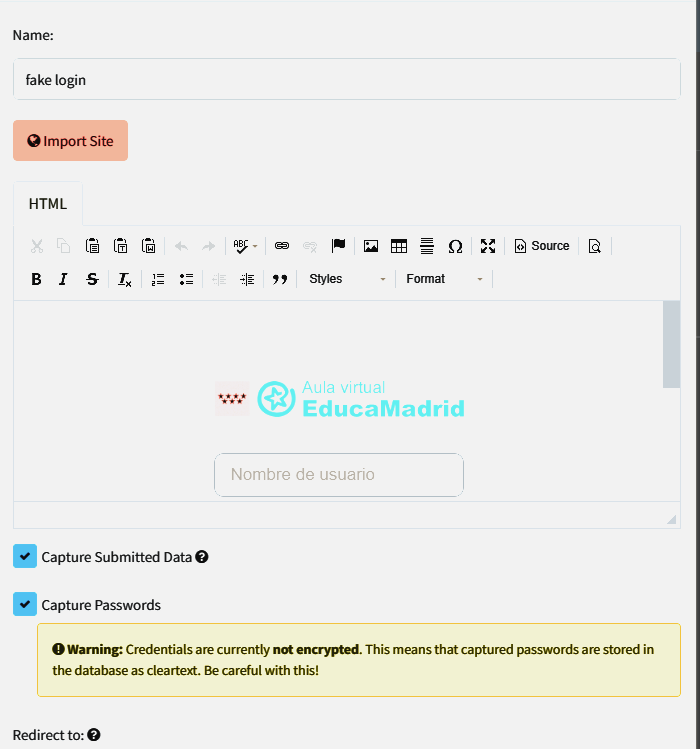 Name:
fake login
Import Site
HTML
ABC
Source
B I S Ix Styles Format
Aula virtual
EducaMadrid
Nombre de usuario
Capture Submitted Data
Capture Passwords
Warning: Credentials are currently not encrypted. This means that captured passwords are stored in
the database as cleartext. Be careful with this!
Redirect to: